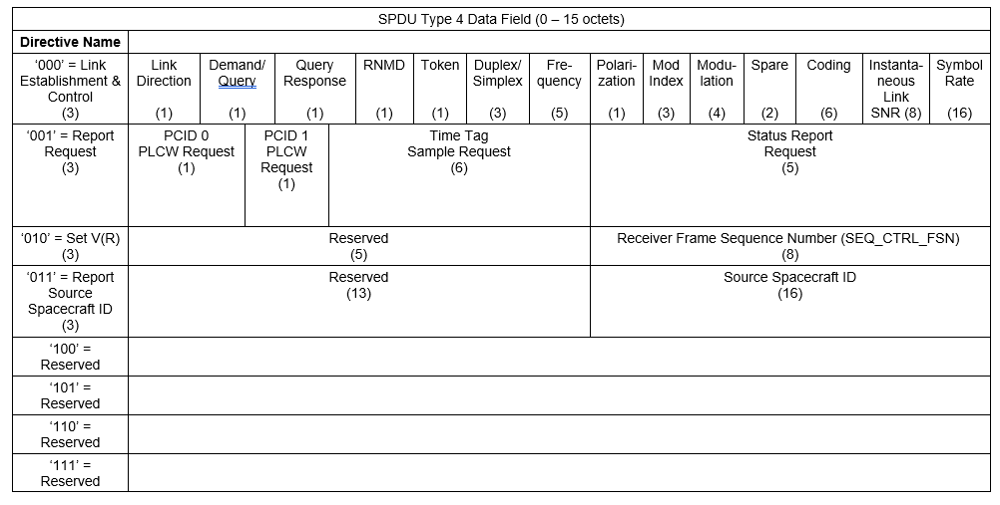 SPDU Type 4 Data Field (0 – 15 octets)
Directive Name
‘000’ = Link
Establishment &
Control
(3)
Link
Direction
(1)
Demand/
Query
(1)
Query
Response
(1)
RNMD
(1)
Token
(1)
Duplex/
Simplex
(3)
Fre-
quency
(5)
Polari-
zation
(1)
Mod
Index
(3)
Modu-
lation
(4)
Spare
(2)
Coding
(6)
Instanta-
neous
Link
SNR (8)
Symbol
Rate
(16)
‘001’ = Report
Request
(3)
PCID 0
PLCW Request
(1)
PCID 1
PLCW
Request
(1)
Time Tag
Sample Request
(6)
Status Report
Request
(5)
‘010’ = Set V(R)
(3)
Reserved
(5)
Receiver Frame Sequence Number (SEQ_CTRL_FSN)
(8)
‘011’ = Report
Source
Spacecraft ID
(3)
Reserved
(13)
Source Spacecraft ID
(16)
‘100’ =
Reserved
‘101’ =
Reserved
‘110’ =
Reserved
‘111’ =
Reserved